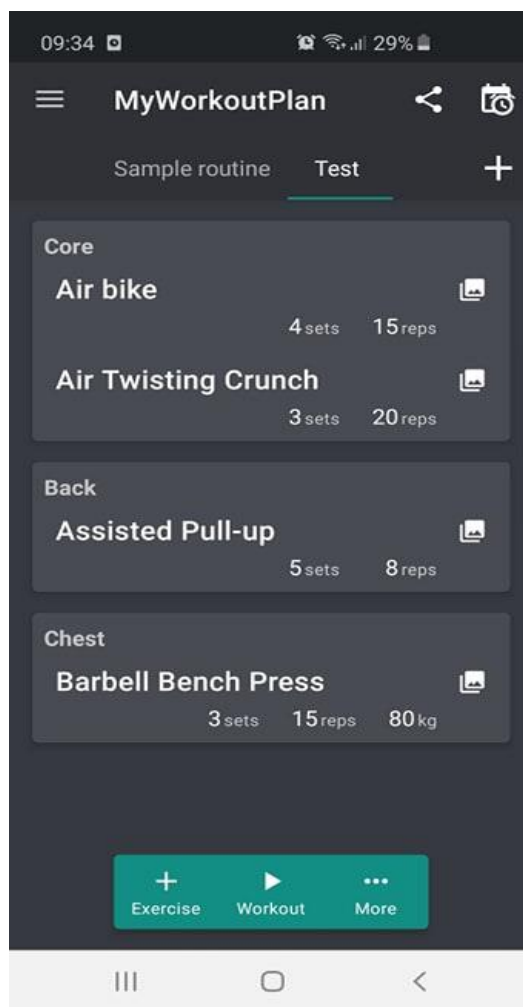 09:34 29%
MyWorkoutPlan
Sample routine Test
Core
Air bike
4 sets 15 reps
Air Twisting Crunch
3 sets 20 reps
Back
Assisted Pull-up
5 sets 8 reps
Chest
Barbell Bench Press
3 sets 15 reps 80 kg
Exercise Workout More